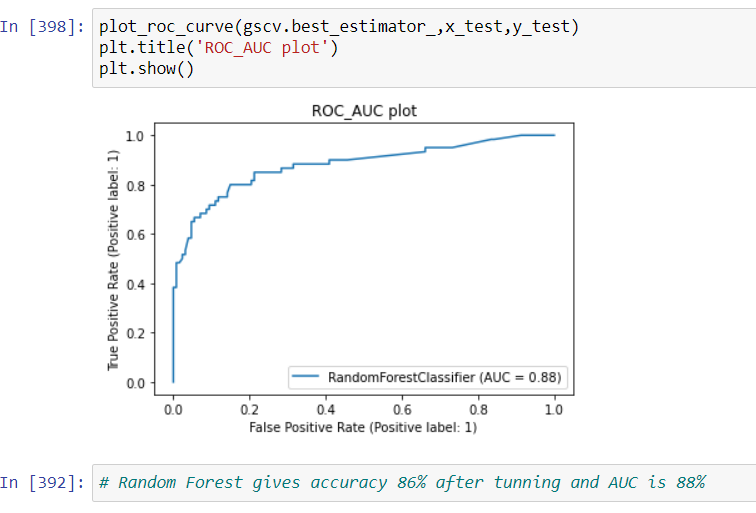 In [398]: plot_roc_curve(gscv.best_estimator_,x_test,y_test)
plt.title('ROC_AUC plot')
plt.show()
ROC_AUC plot
True Positive Rate (Positive label: 1)
1.0
0.8
0.6
0.4
0.2
0.0
RandomForestClassifier (AUC = 0.88)
0.0 0.2 0.4 0.6 0.8 1.0
False Positive Rate (Positive label: 1)
In [392]: # Random Forest gives accuracy 86% after tunning and AUC is 88%